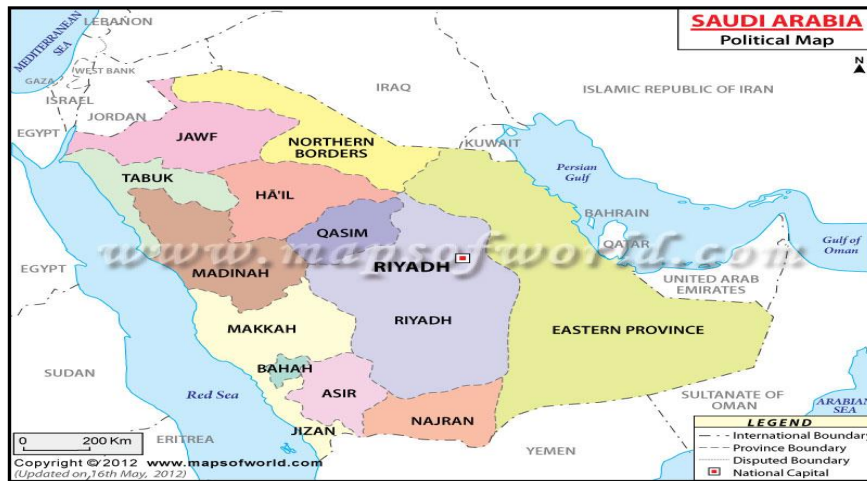 SAUDI ARABIA
Political Map
N
MEDITERRANEAN
SEA
LEBANON
WEST BANK
GAZA
ISRAEL
JORDAN
EGYPT
IRAQ
ISLAMIC REPUBLIC OF IRAN
KUWAIT
JAWF
NORTHERN
BORDERS
TABUK
HĀ'IL
Persian
Gulf
BAHRAIN
QATAR
Gulf of
Oman
QASIM
www.mapsofworld.com
EGYPT
MADINAH
RIYADH
UNITED ARAB
EMIRATES
MAKKAH
RIYADH
EASTERN PROVINCE
SUDAN
Red Sea
BAHAH
ASIR
SULTANATE OF
OMAN
ARABIAN
SEA
JIZAN
NAJRAN
ERITREA
YEMEN
0 200 Km
Copyright © 2012 www.mapsofworld.com
(Updated on 16th May, 2012)
LEGEND
International Boundary
Province Boundary
Disputed Boundary
National Capital